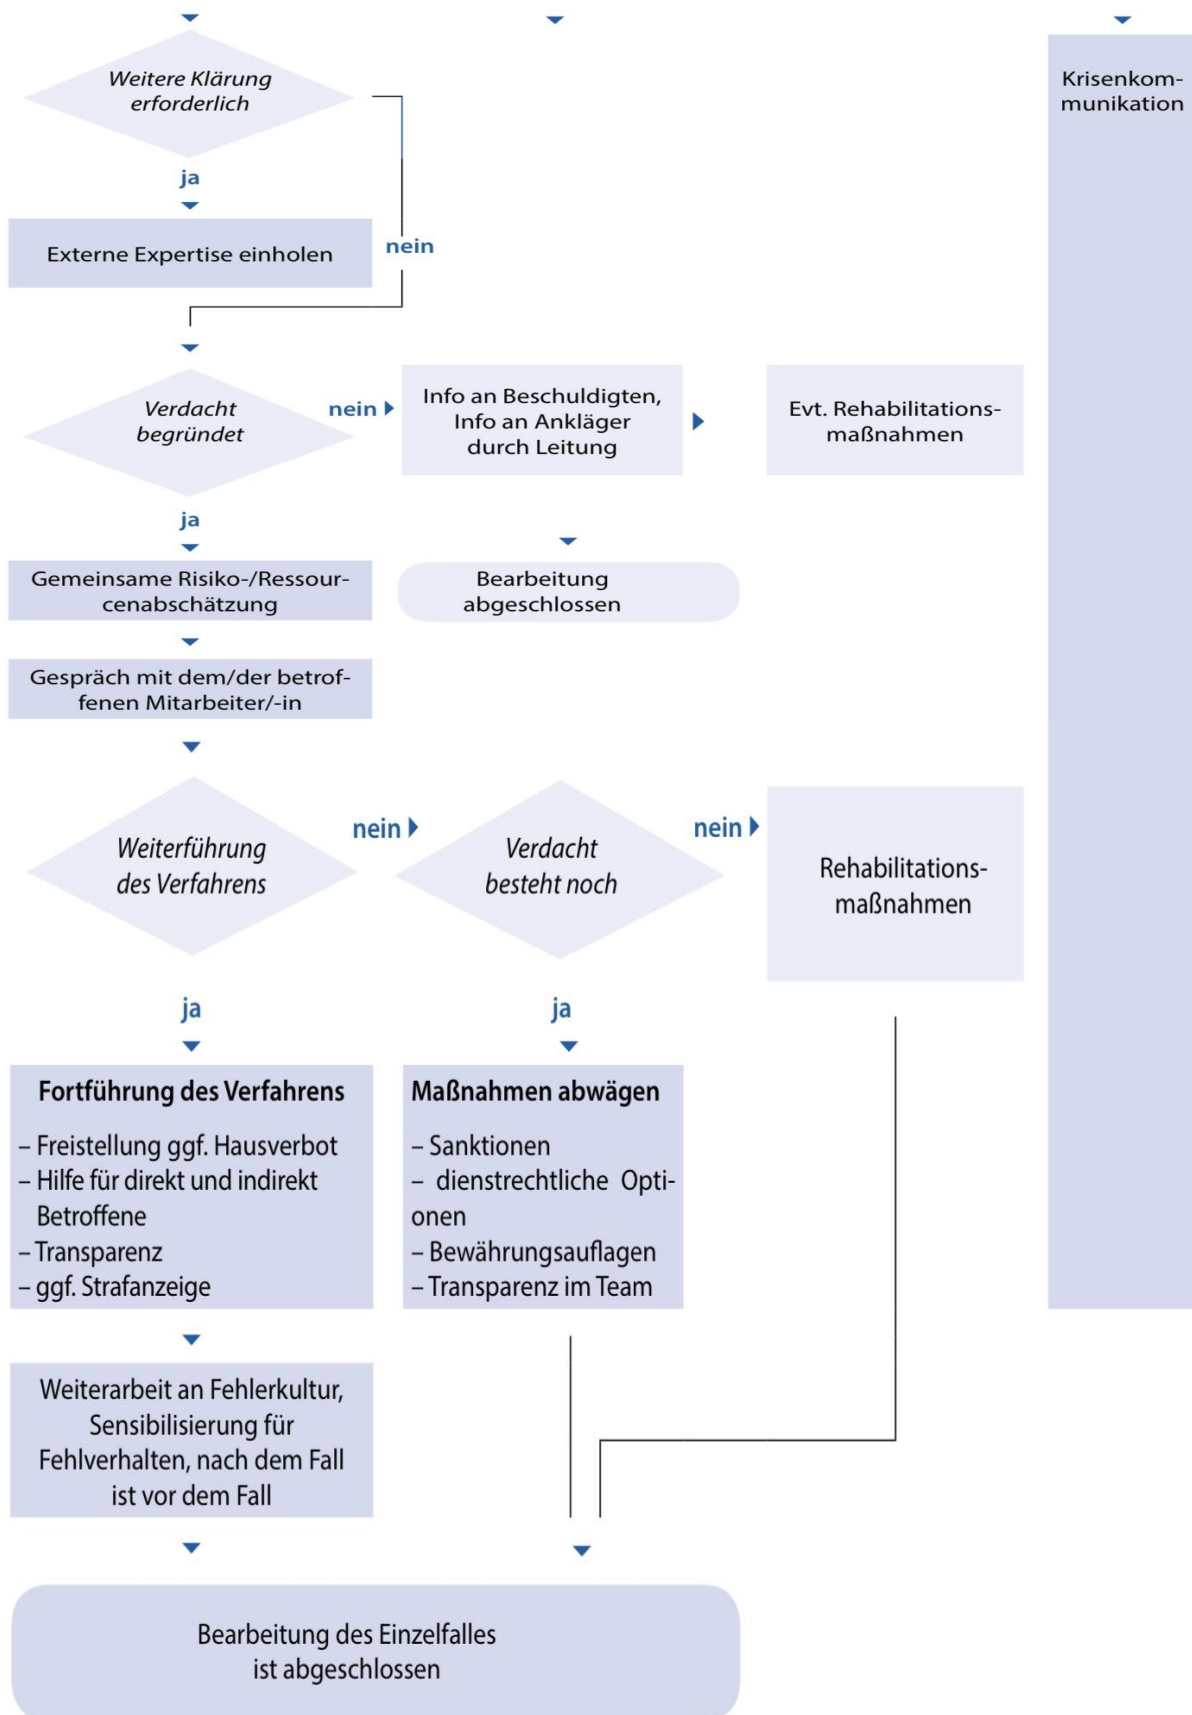 Weitere Klärung
erforderlich
Krisenkom-
munikation
ja
nein
Externe Expertise einholen
Verdacht
begründet
nein
Info an Beschuldigten,
Info an Ankläger
durch Leitung
Evt. Rehabilitations-
maßnahmen
ja
Gemeinsame Risiko-/Ressour-
cenabschätzung
Bearbeitung
abgeschlossen
Gespräch mit dem/der betrof-
fenen Mitarbeiter/-in
Weiterführung
des Verfahrens
nein
Verdacht
besteht noch
nein
Rehabilitations-
maßnahmen
ja
ja
Fortführung des Verfahrens
– Freistellung ggf. Hausverbot
– Hilfe für direkt und indirekt
Betroffene
– Transparenz
– ggf. Strafanzeige
Maßnahmen abwägen
– Sanktionen
– dienstrechtliche Opti-
onen
– Bewährungsauflagen
– Transparenz im Team
Weiterarbeit an Fehlerkultur,
Sensibilisierung für
Fehlverhalten, nach dem Fall
ist vor dem Fall
Bearbeitung des Einzelfalles
ist abgeschlossen